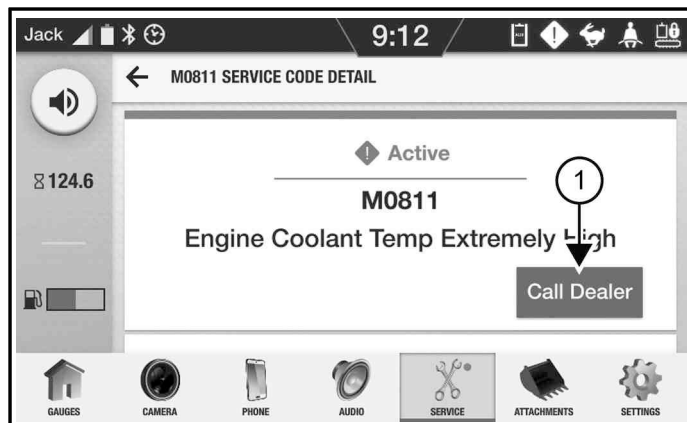 Jack 9:12
M0811 SERVICE CODE DETAIL
124.6
Active
M0811
Engine Coolant Temp Extremely High
1
Call Dealer
GAUGES CAMERA PHONE AUDIO SERVICE ATTACHMENTS SETTINGS